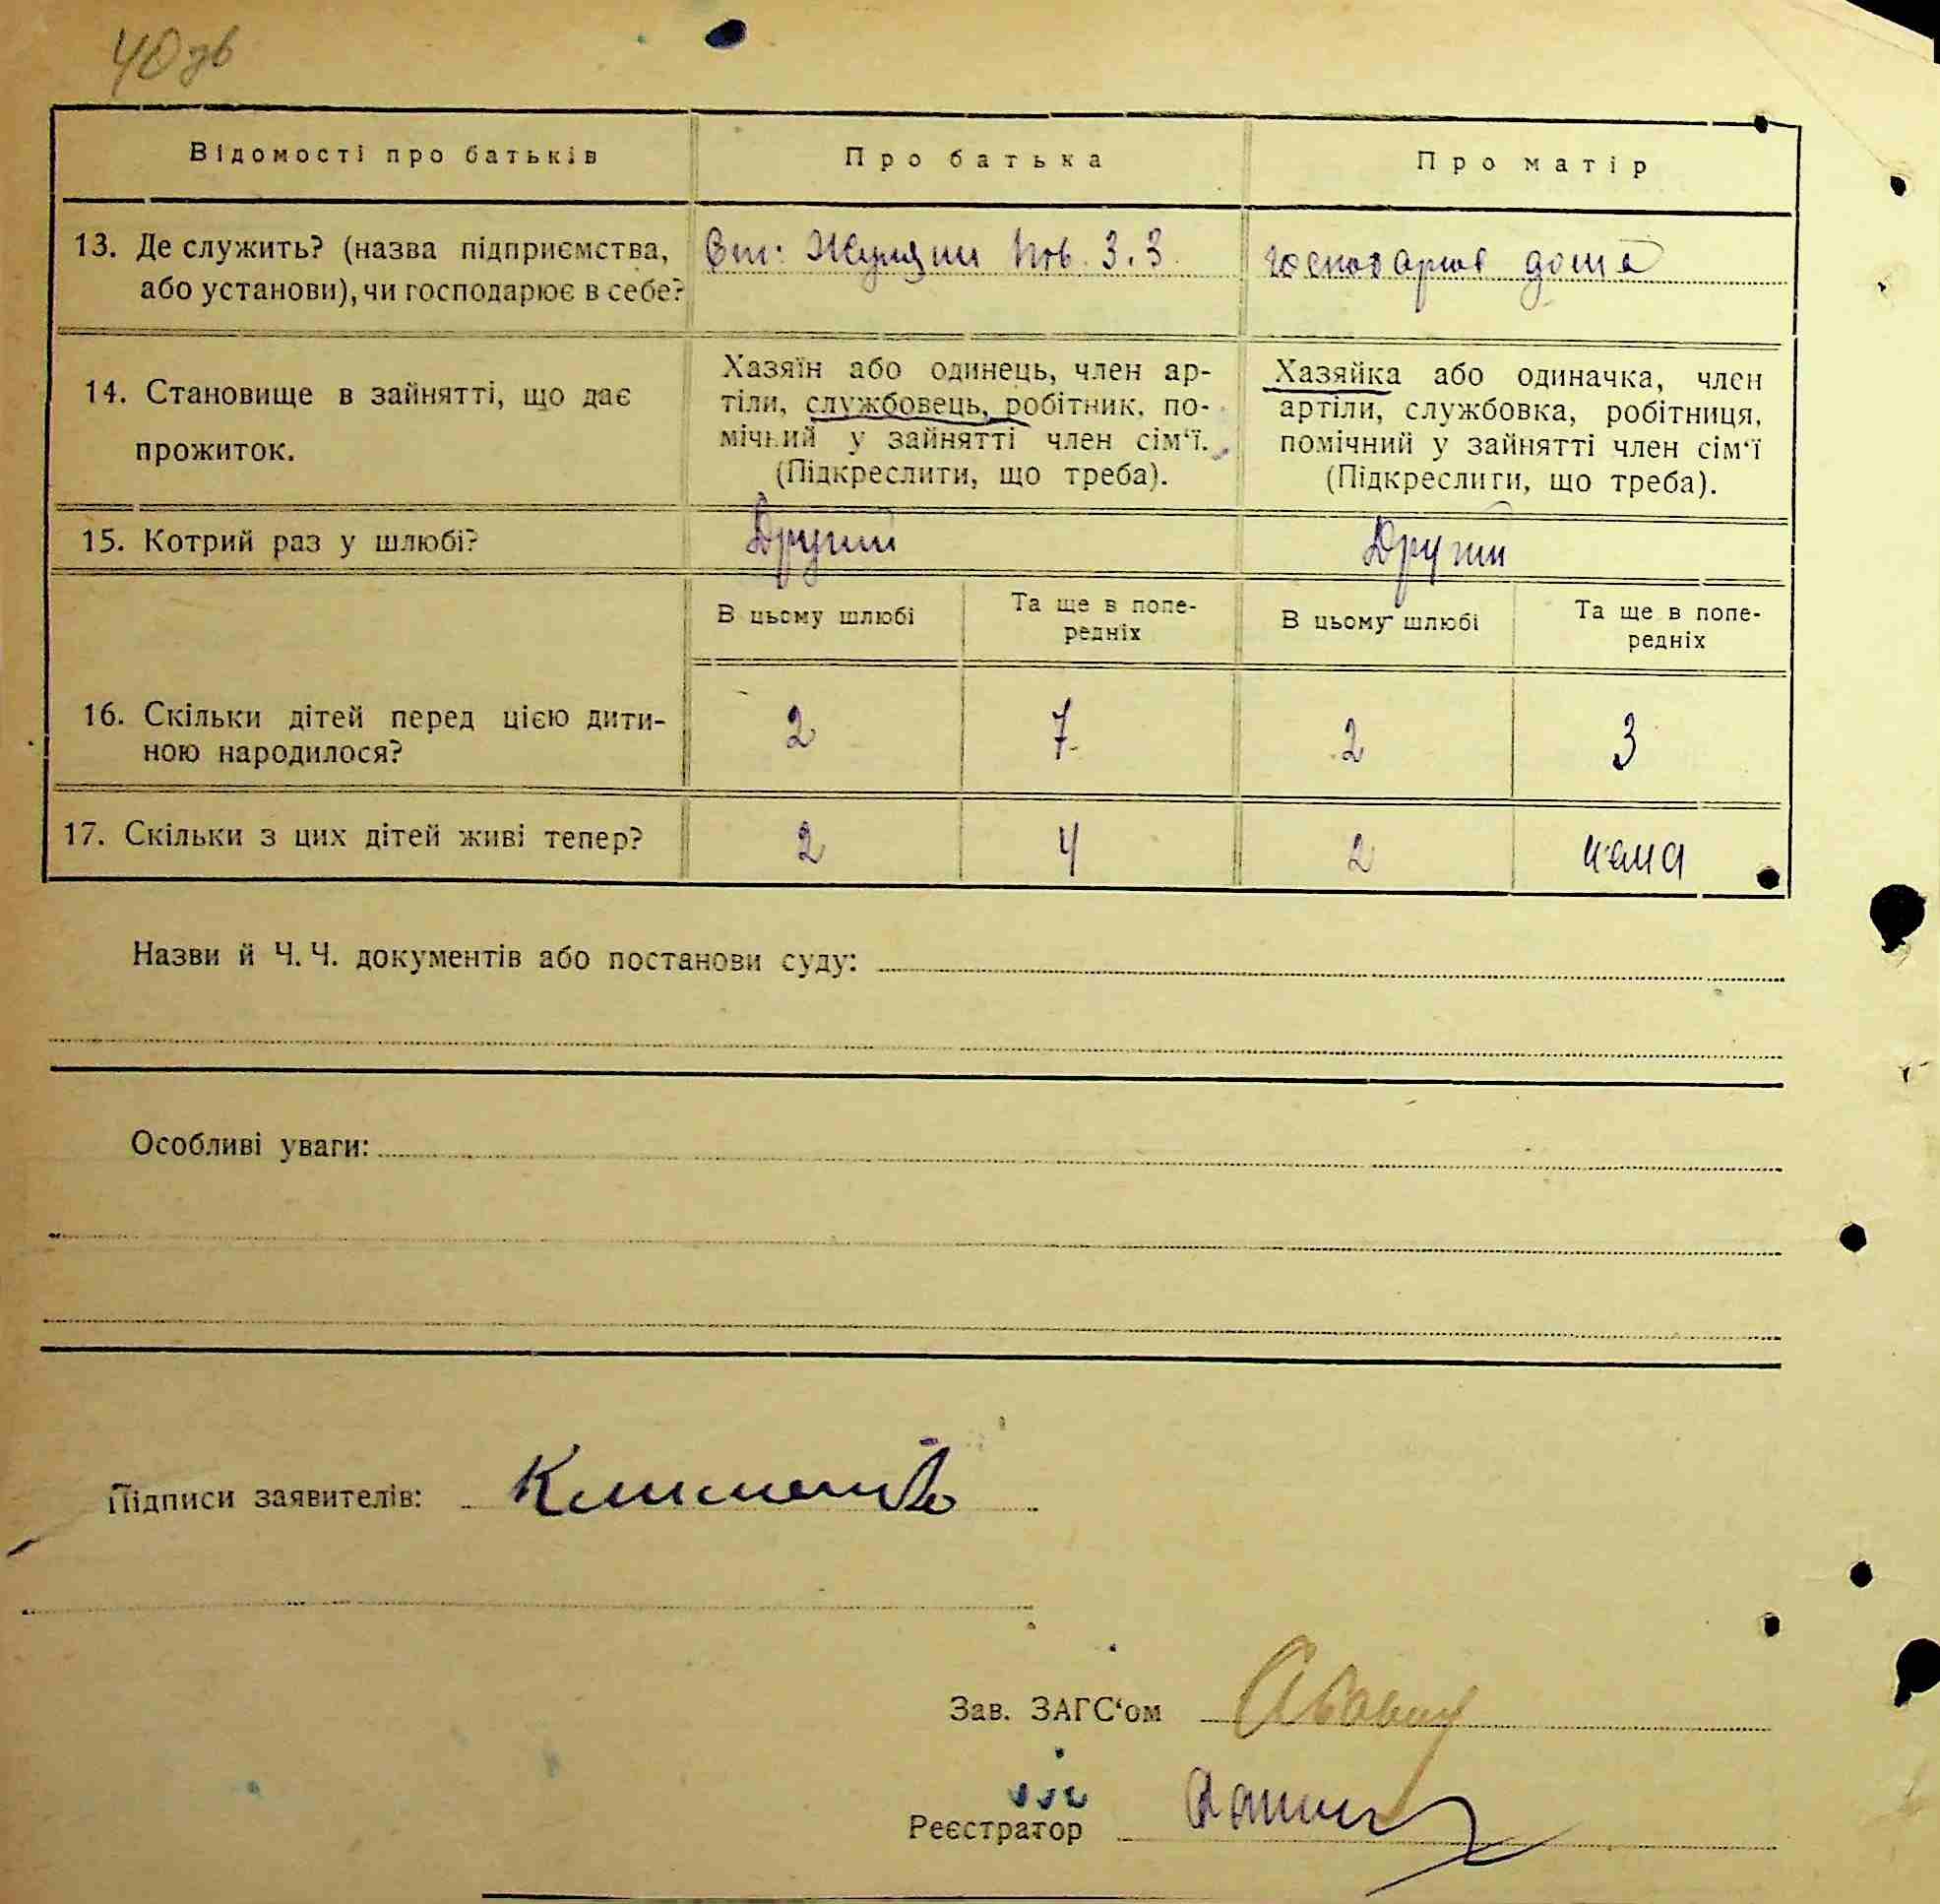 40 зв
Відомості про батьків
Про батька
Про матір
13. Де служить? (назва підприємства,
або установи), чи господарює в себе?
Ст: Жуляни Пів. З.З.
господарює дома
14. Становище в зайнятті, що дає
прожиток.
Хазяїн або одинець, член ар-
тіли, службовець, робітник, по-
мічний у зайнятті член сім‘ї.
(Підкреслити, що треба).
Хазяйка або одиначка, член
артіли, службовка, робітниця,
помічний у зайнятті член сім‘ї
(Підкреслити, що треба).
15. Котрий раз у шлюбі?
Другий
Другий
В цьому шлюбі
Та ще в попе-
редніх
В цьому шлюбі
Та ще в попе-
редніх
16. Скільки дітей перед цією дити-
ною народилося?
2
7
2
3
17. Скільки з цих дітей живі тепер?
2
4
2
нема
Назви й Ч. Ч. документів або постанови суду:
Особливі уваги:
Підписи заявителів:
Зав. ЗАГС‘ом
Реєстратор